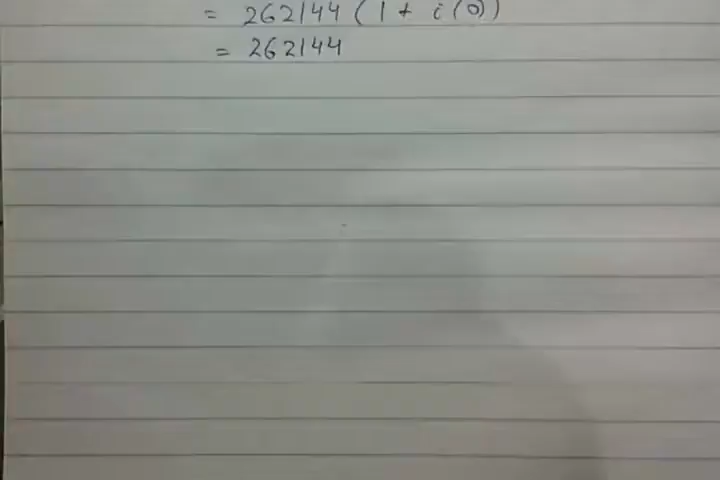 = 262144 (1 + i(0))
= 262144